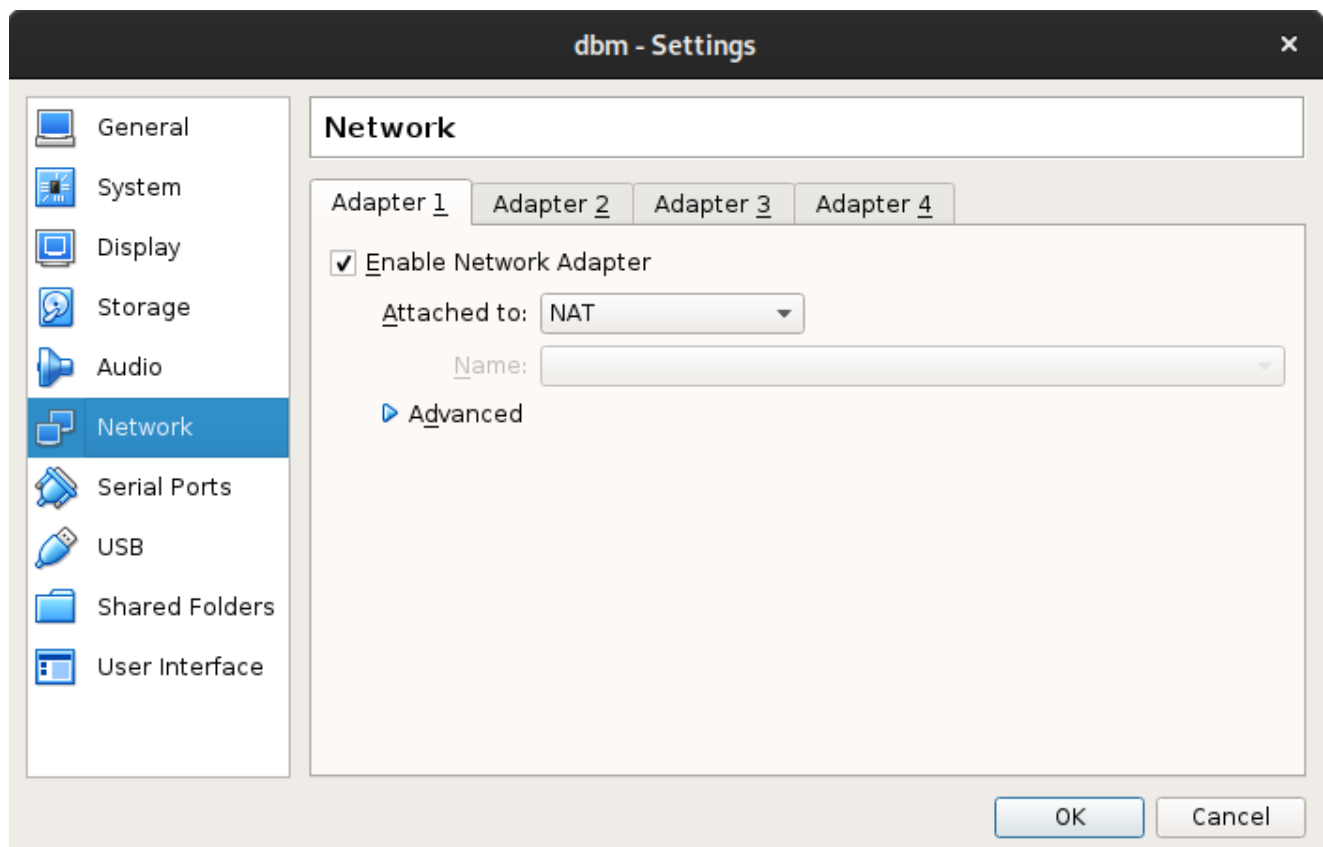 dbm - Settings
General
System
Display
Storage
Audio
Network
Serial Ports
USB
Shared Folders
User Interface
Network
Adapter 1 Adapter 2 Adapter 3 Adapter 4
Enable Network Adapter
Attached to: NAT
Name:
Advanced
OK Cancel